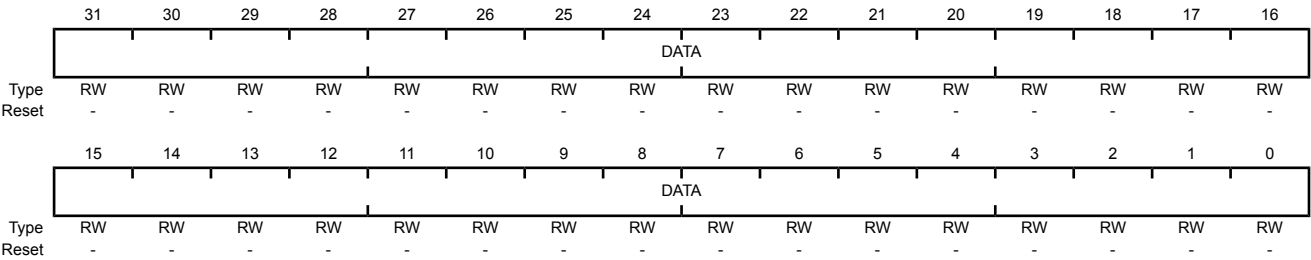 31 30 29 28 27 26 25 24 23 22 21 20 19 18 17 16
DATA
Type RW RW RW RW RW RW RW RW RW RW RW RW RW RW RW RW
Reset - - - - - - - - - - - - - - - -
15 14 13 12 11 10 9 8 7 6 5 4 3 2 1 0
DATA
Type RW RW RW RW RW RW RW RW RW RW RW RW RW RW RW RW
Reset - - - - - - - - - - - - - - - -